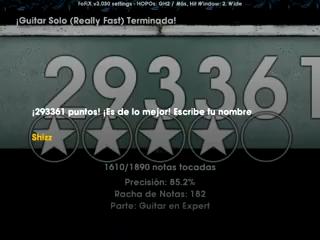 FoFiX v3.030 settings - HOPOs: GH2 / Más, Hit Window: 2. Wide
¡Guitar Solo (Really Fast) Terminada!
293361
¡293361 puntos! ¡Es de lo mejor! Escribe tu nombre
Shizz
1610/1890 notas tocadas
Precisión: 85.2%
Racha de Notas: 182
Parte: Guitar en Expert